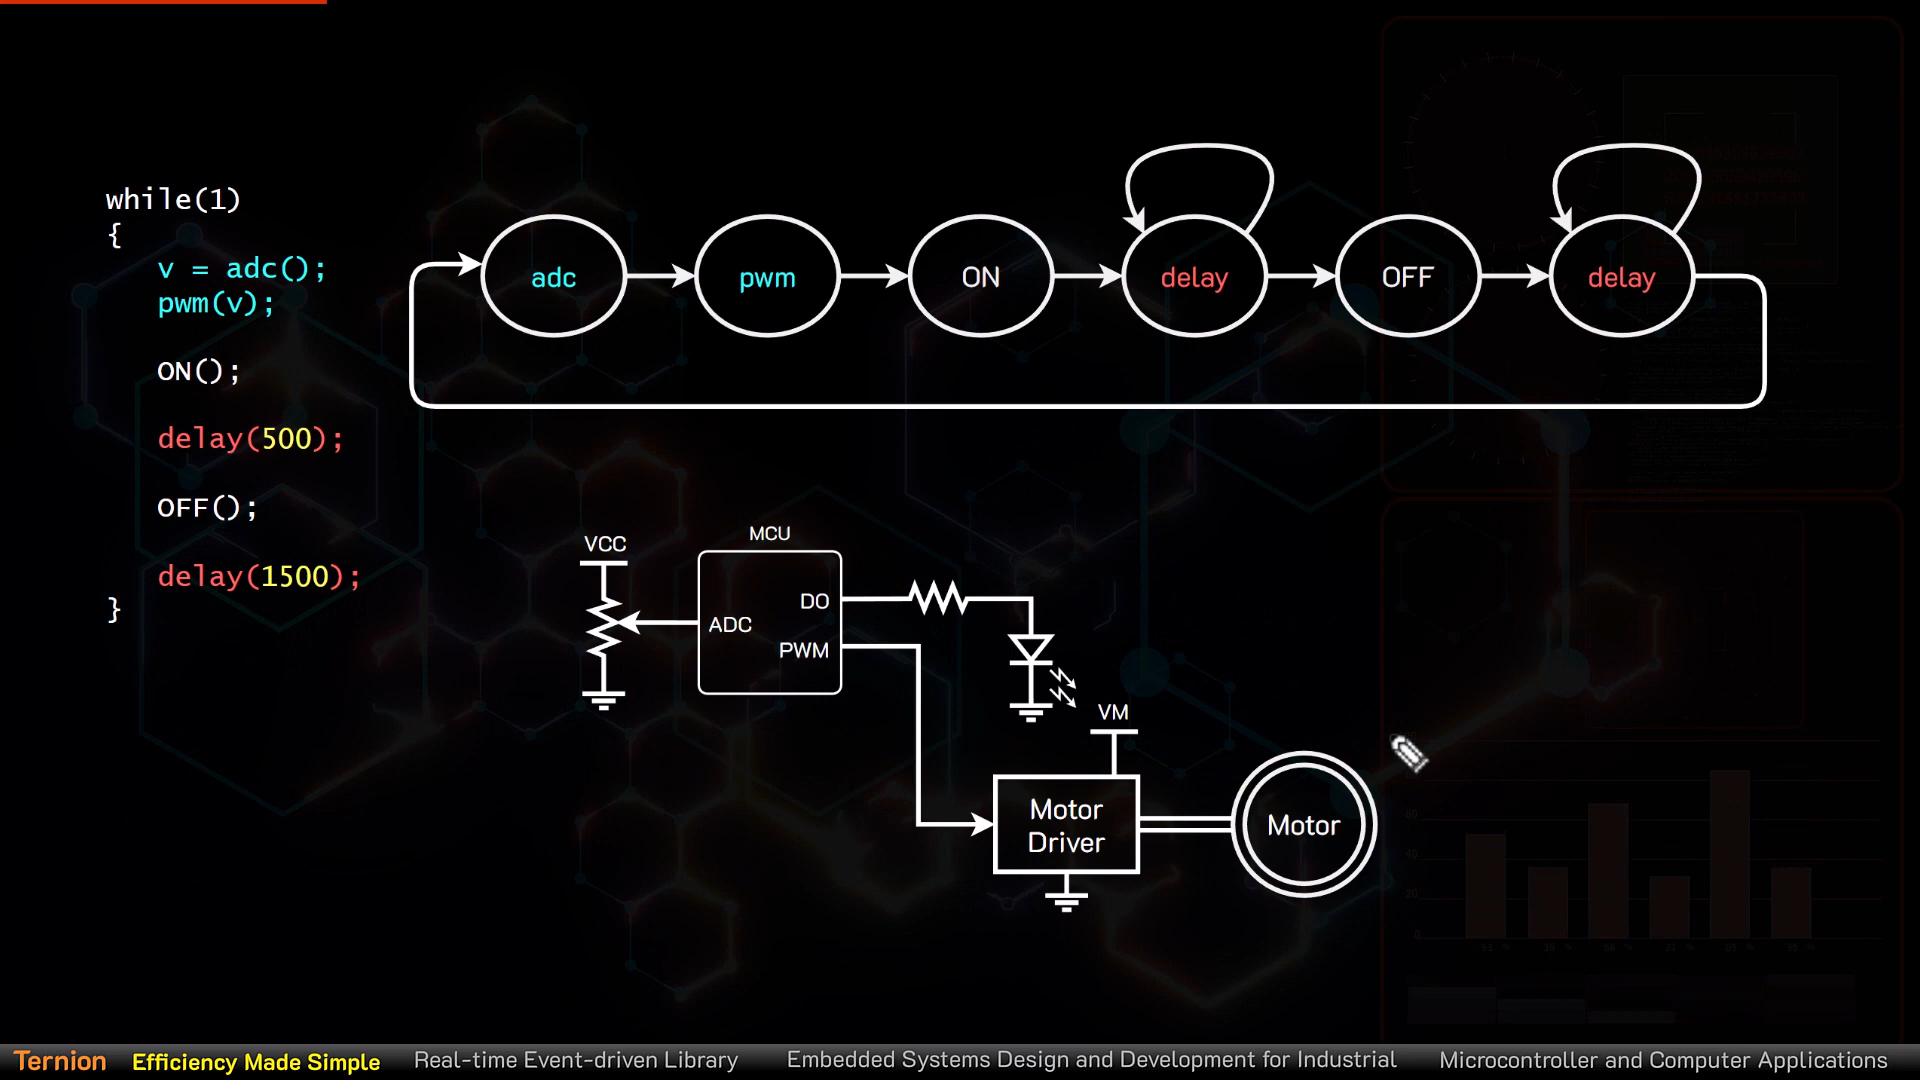 while(1)
{
v = adc();
pwm(v);
ON();
delay(500);
OFF();
delay(1500);
}
adc
pwm
ON
delay
OFF
delay
VCC
MCU
ADC
DO
PWM
VM
Motor
Driver
Motor
Ternion
Efficiency Made Simple
Real-time Event-driven Library
Embedded Systems Design and Development for Industrial
Microcontroller and Computer Applications